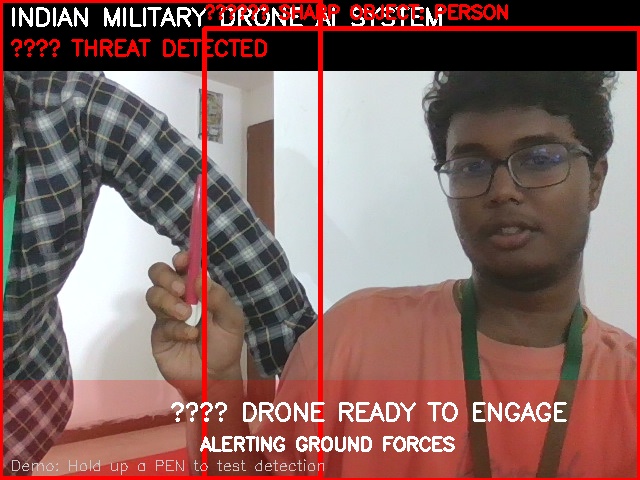 INDIAN MILITARY DRONE AI SYSTEM
?????? SHARP OBJECT: PERSON
???? THREAT DETECTED
???? DRONE READY TO ENGAGE
ALERTING GROUND FORCES
Demo: Hold up a PEN to test detection